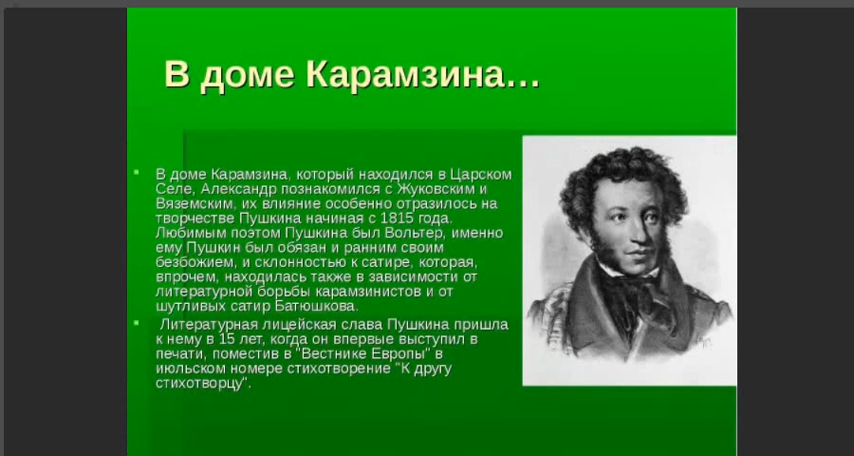 В доме Карамзина…
В доме Карамзина, который находился в Царском
Селе, Александр познакомился с Жуковским и
Вяземским, их влияние особенно отразилось на
творчестве Пушкина начиная с 1815 года.
Любимым поэтом Пушкина был Вольтер, именно
ему Пушкин был обязан и ранним своим
безбожием, и склонностью к сатире, которая,
впрочем, находилась также в зависимости от
литературной борьбы карамзинистов и от
шутливых сатир Батюшкова.
Литературная лицейская слава Пушкина пришла
к нему в 15 лет, когда он впервые выступил в
печати, поместив в "Вестнике Европы" в
июльском номере стихотворение "К другу
стихотворцу".